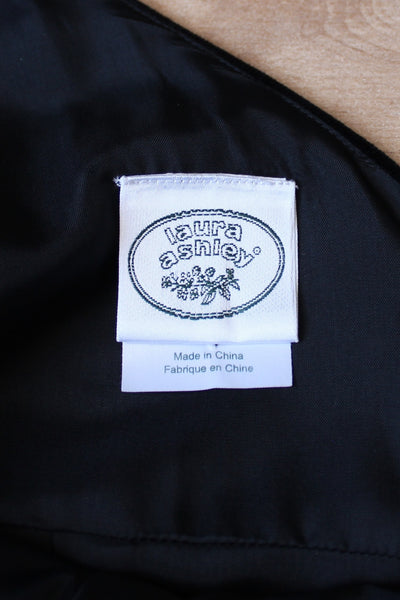 laura
ashley®
Made in China
Fabrique en Chine